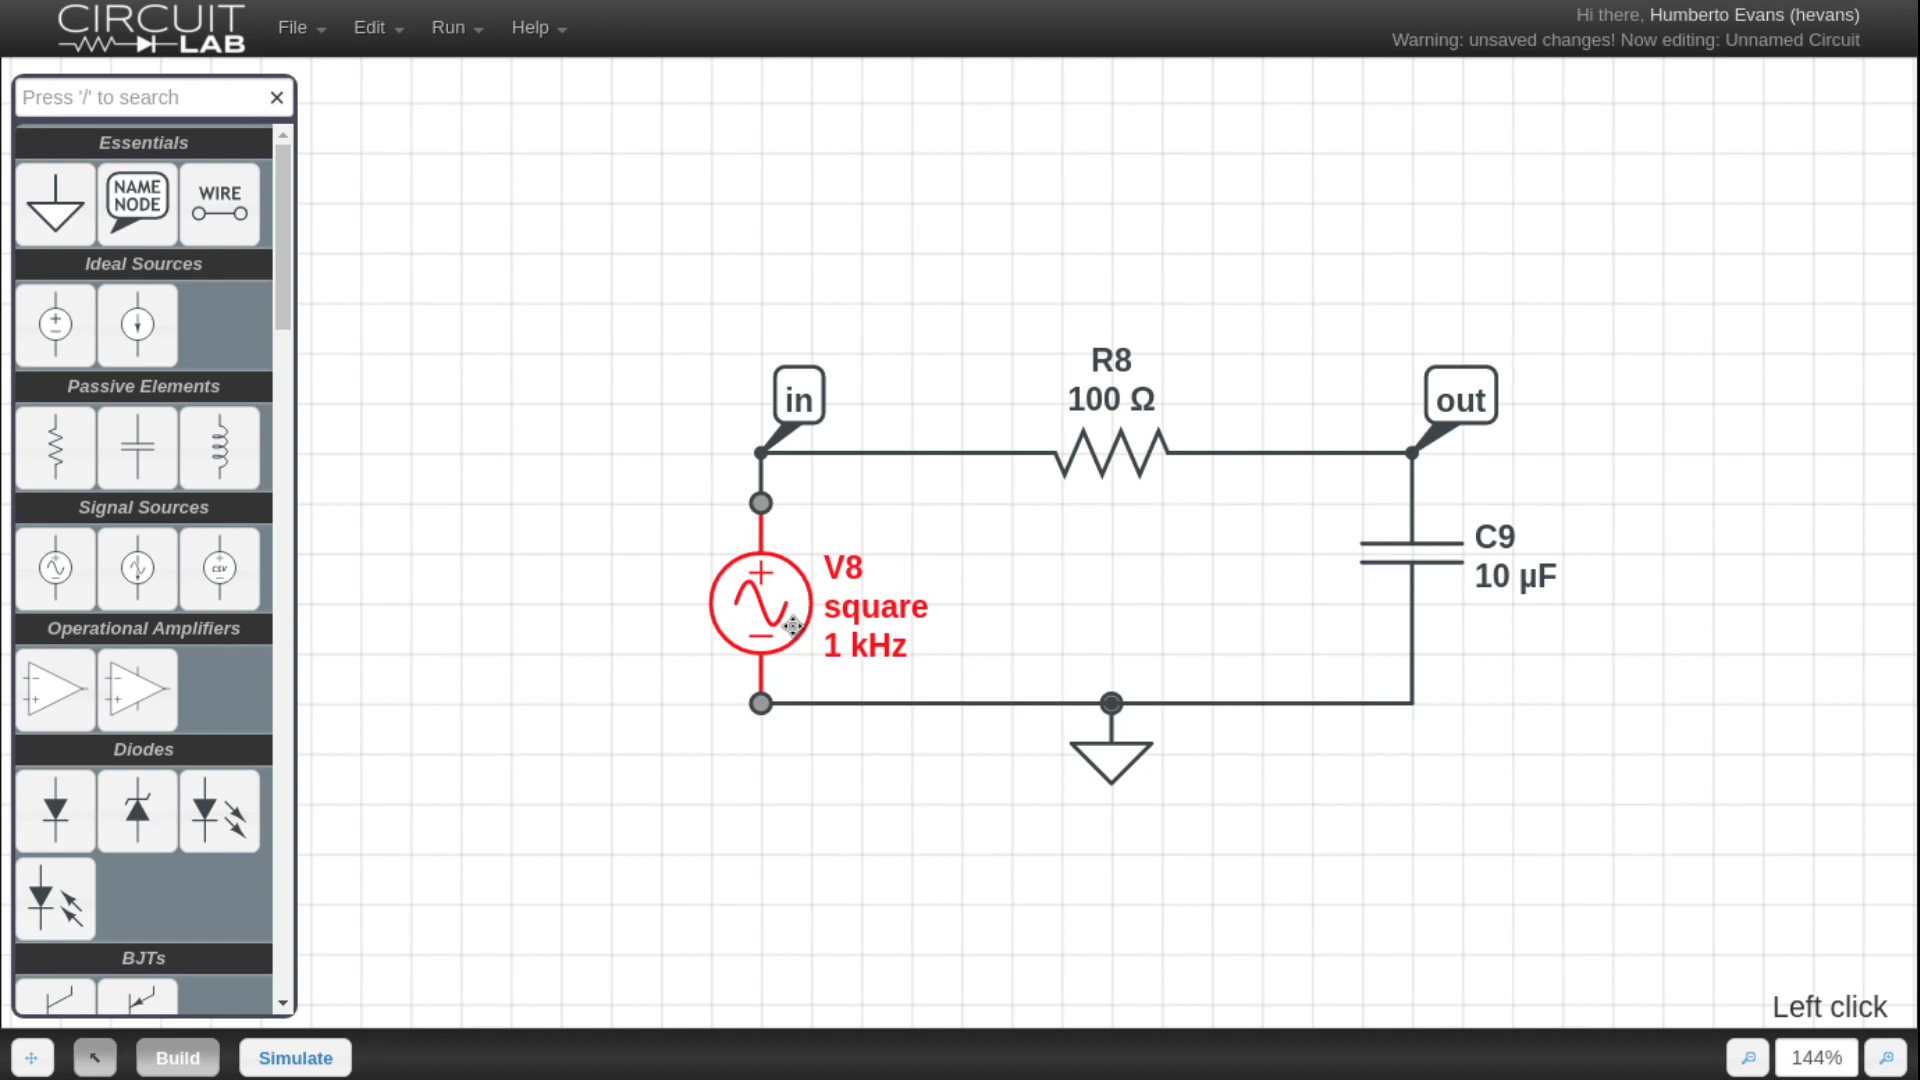 CIRCUIT
LAB
File
Edit
Run
Help
Hi there, Humberto Evans (hevans)
Warning: unsaved changes! Now editing: Unnamed Circuit
Press '/' to search
Essentials
NAME
NODE
WIRE
Ideal Sources
Passive Elements
Signal Sources
CSV
Operational Amplifiers
Diodes
BJTs
in
R8
100 Ω
out
V8
square
1 kHz
C9
10 µF
Left click
Build
Simulate
144%